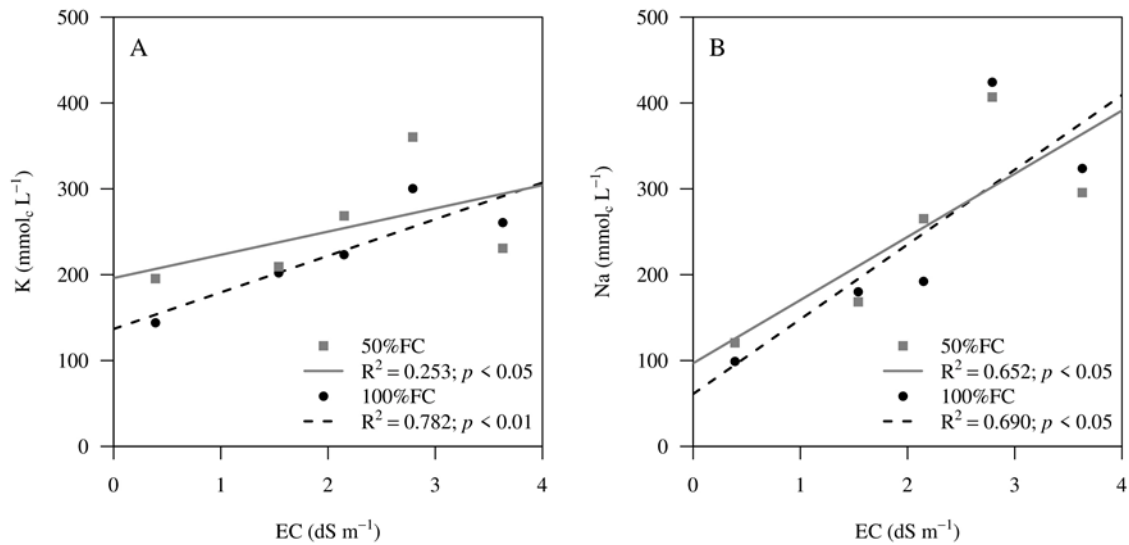 A
500
400
300
200
100
0
K (mmol_c L⁻¹)
50%FC
R² = 0.253; p < 0.05
100%FC
R² = 0.782; p < 0.01
0 1 2 3 4
EC (dS m⁻¹)
B
500
400
300
200
100
0
Na (mmol_c L⁻¹)
50%FC
R² = 0.652; p < 0.05
100%FC
R² = 0.690; p < 0.05
0 1 2 3 4
EC (dS m⁻¹)